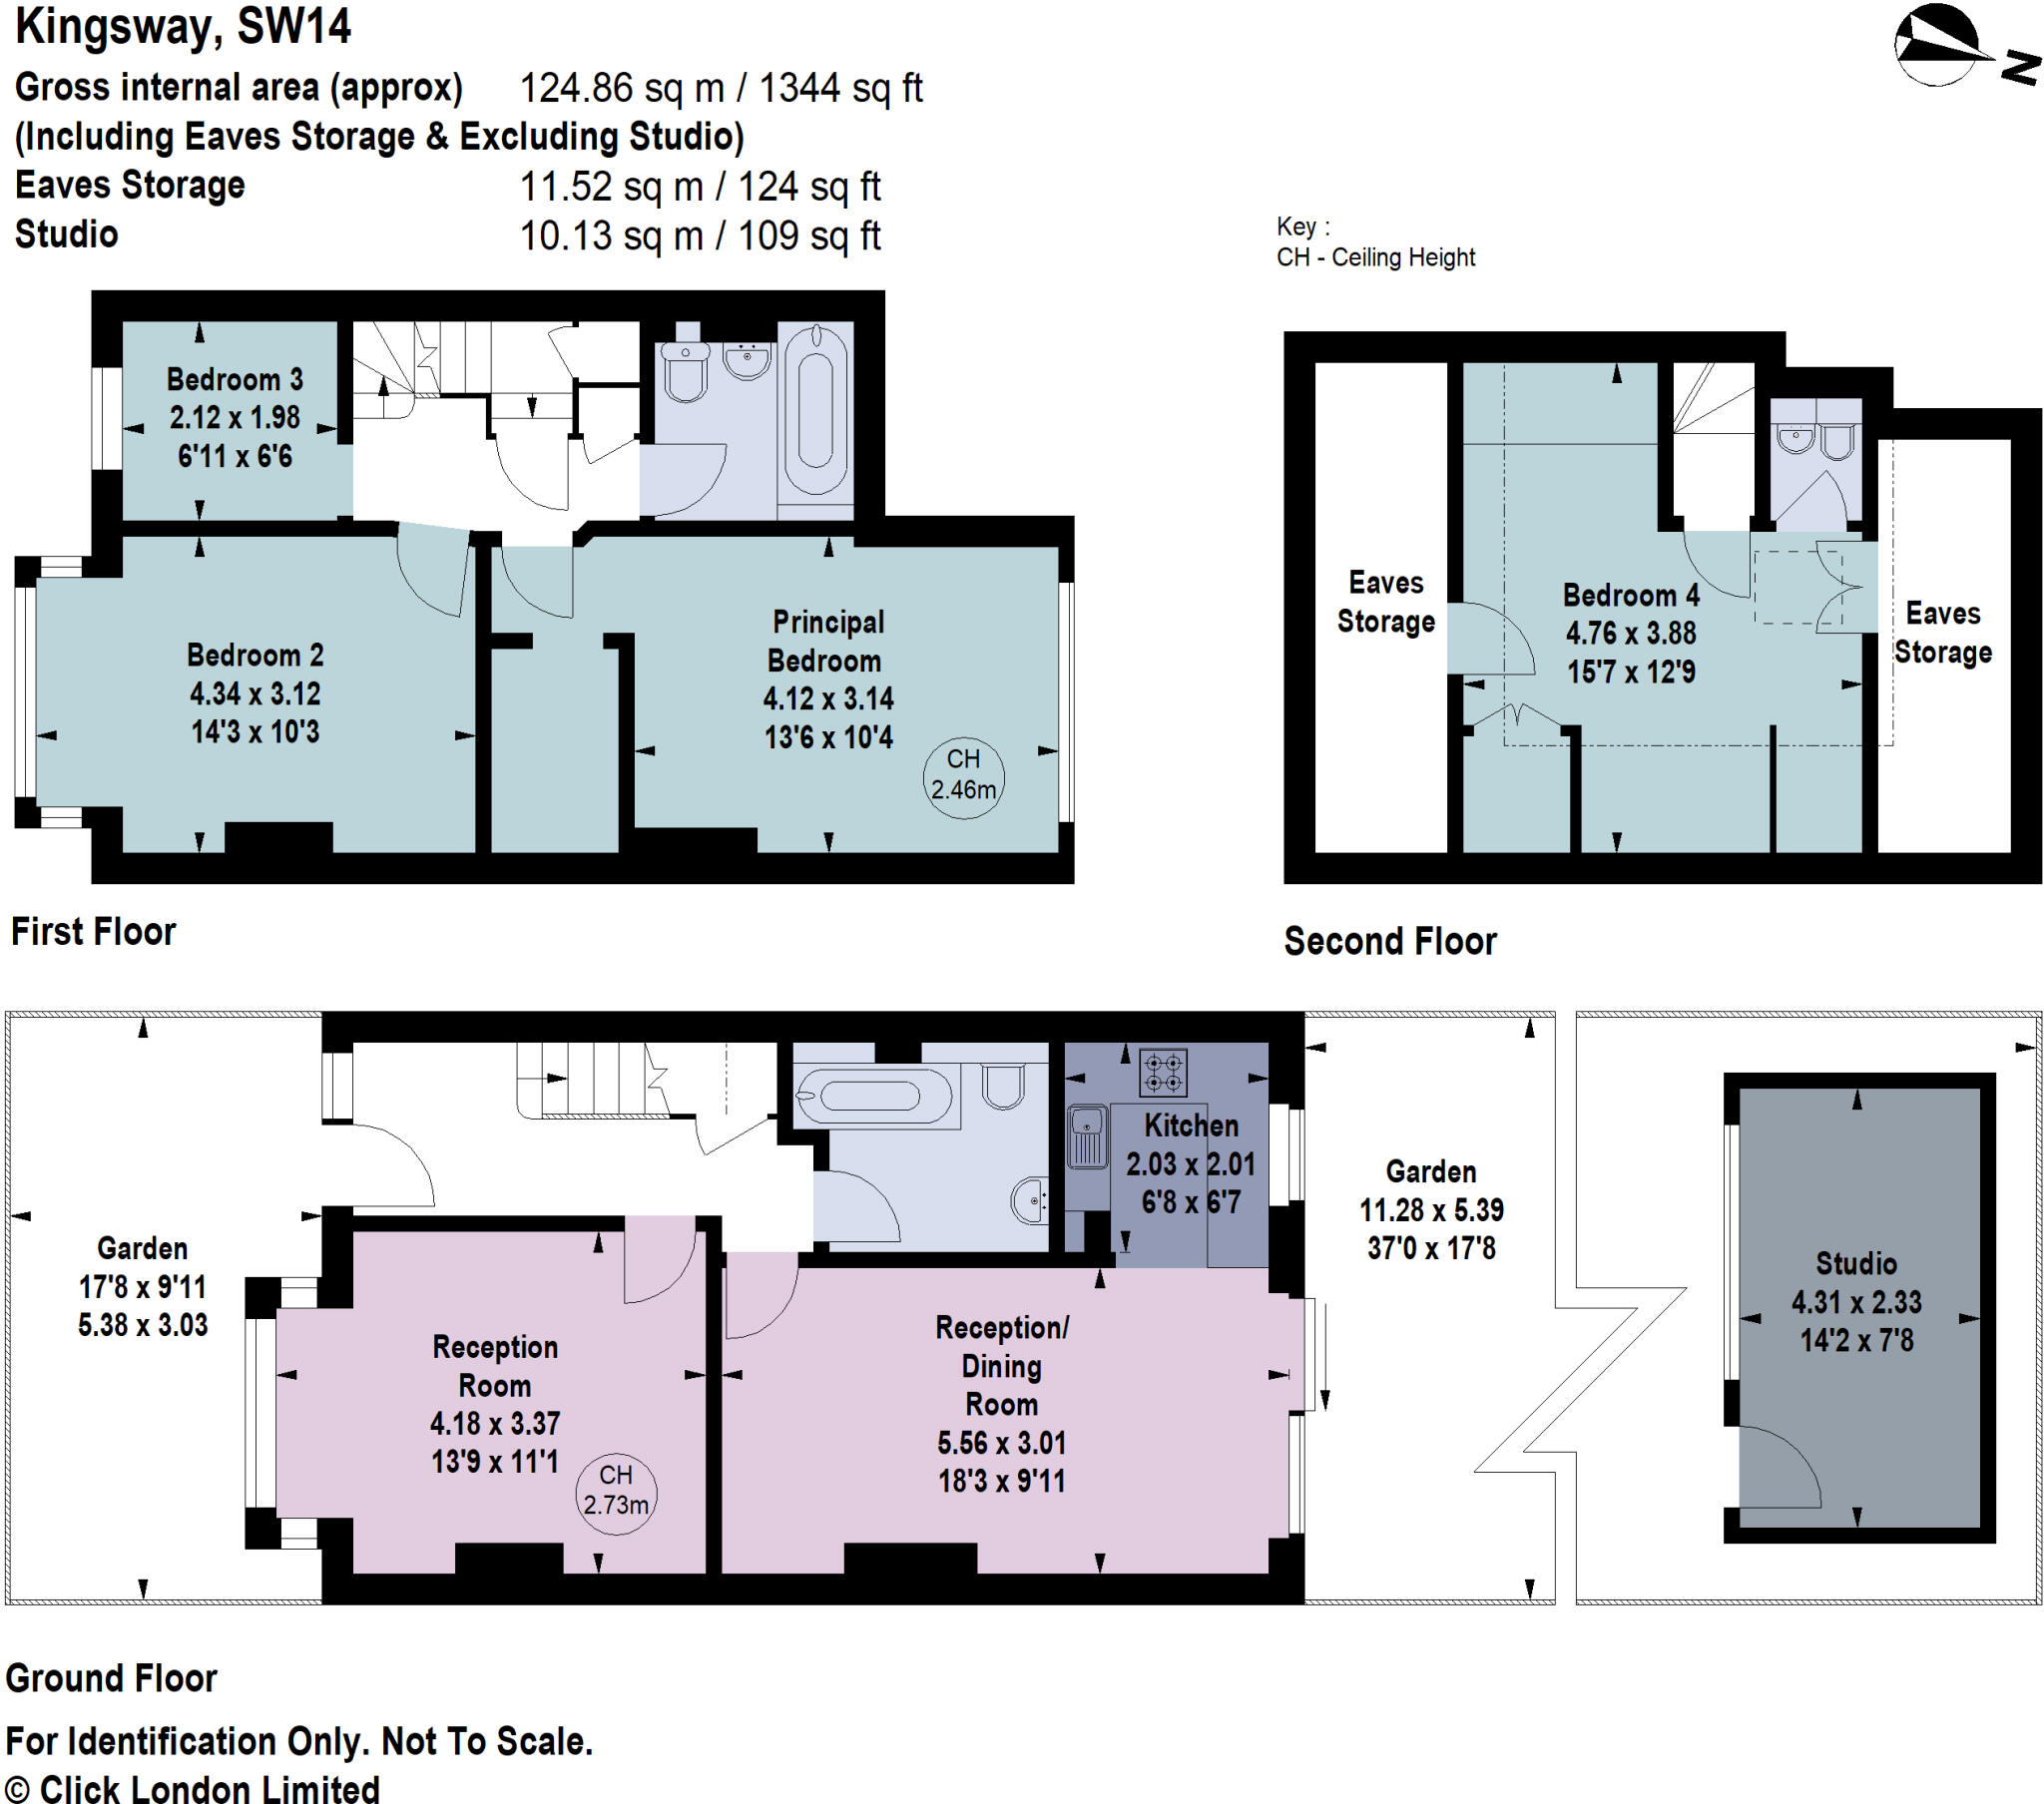 Kingsway, SW14
Gross internal area (approx) 124.86 sq m / 1344 sq ft
(Including Eaves Storage & Excluding Studio)
Eaves Storage 11.52 sq m / 124 sq ft
Studio 10.13 sq m / 109 sq ft
N
Key :
CH - Ceiling Height
Bedroom 3
2.12 x 1.98
6'11 x 6'6
Bedroom 2
4.34 x 3.12
14'3 x 10'3
Principal
Bedroom
4.12 x 3.14
13'6 x 10'4
CH
2.46m
First Floor
Eaves
Storage
Bedroom 4
4.76 x 3.88
15'7 x 12'9
Eaves
Storage
Second Floor
Garden
17'8 x 9'11
5.38 x 3.03
Reception
Room
4.18 x 3.37
13'9 x 11'1
CH
2.73m
Reception/
Dining
Room
5.56 x 3.01
18'3 x 9'11
Kitchen
2.03 x 2.01
6'8 x 6'7
Garden
11.28 x 5.39
37'0 x 17'8
Studio
4.31 x 2.33
14'2 x 7'8
Ground Floor
For Identification Only. Not To Scale.
© Click London Limited